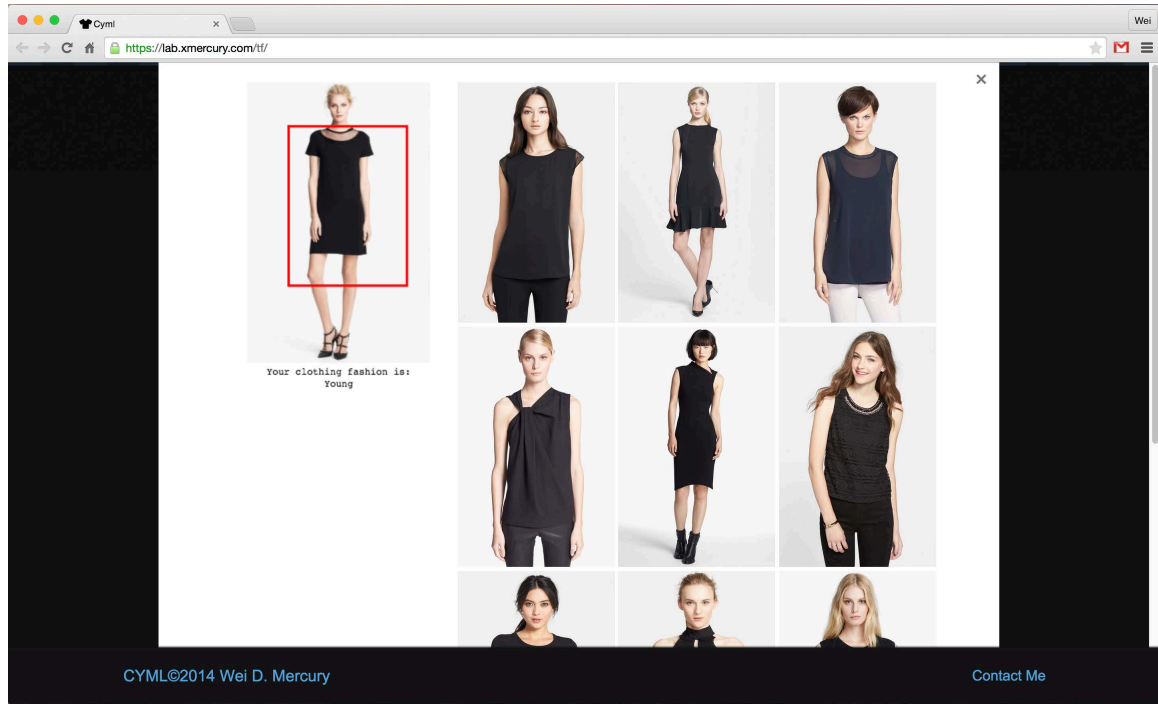 Cyml
Wei
https://lab.xmercury.com/tf/
Your clothing fashion is:
Young
CYML©2014 Wei D. Mercury
Contact Me